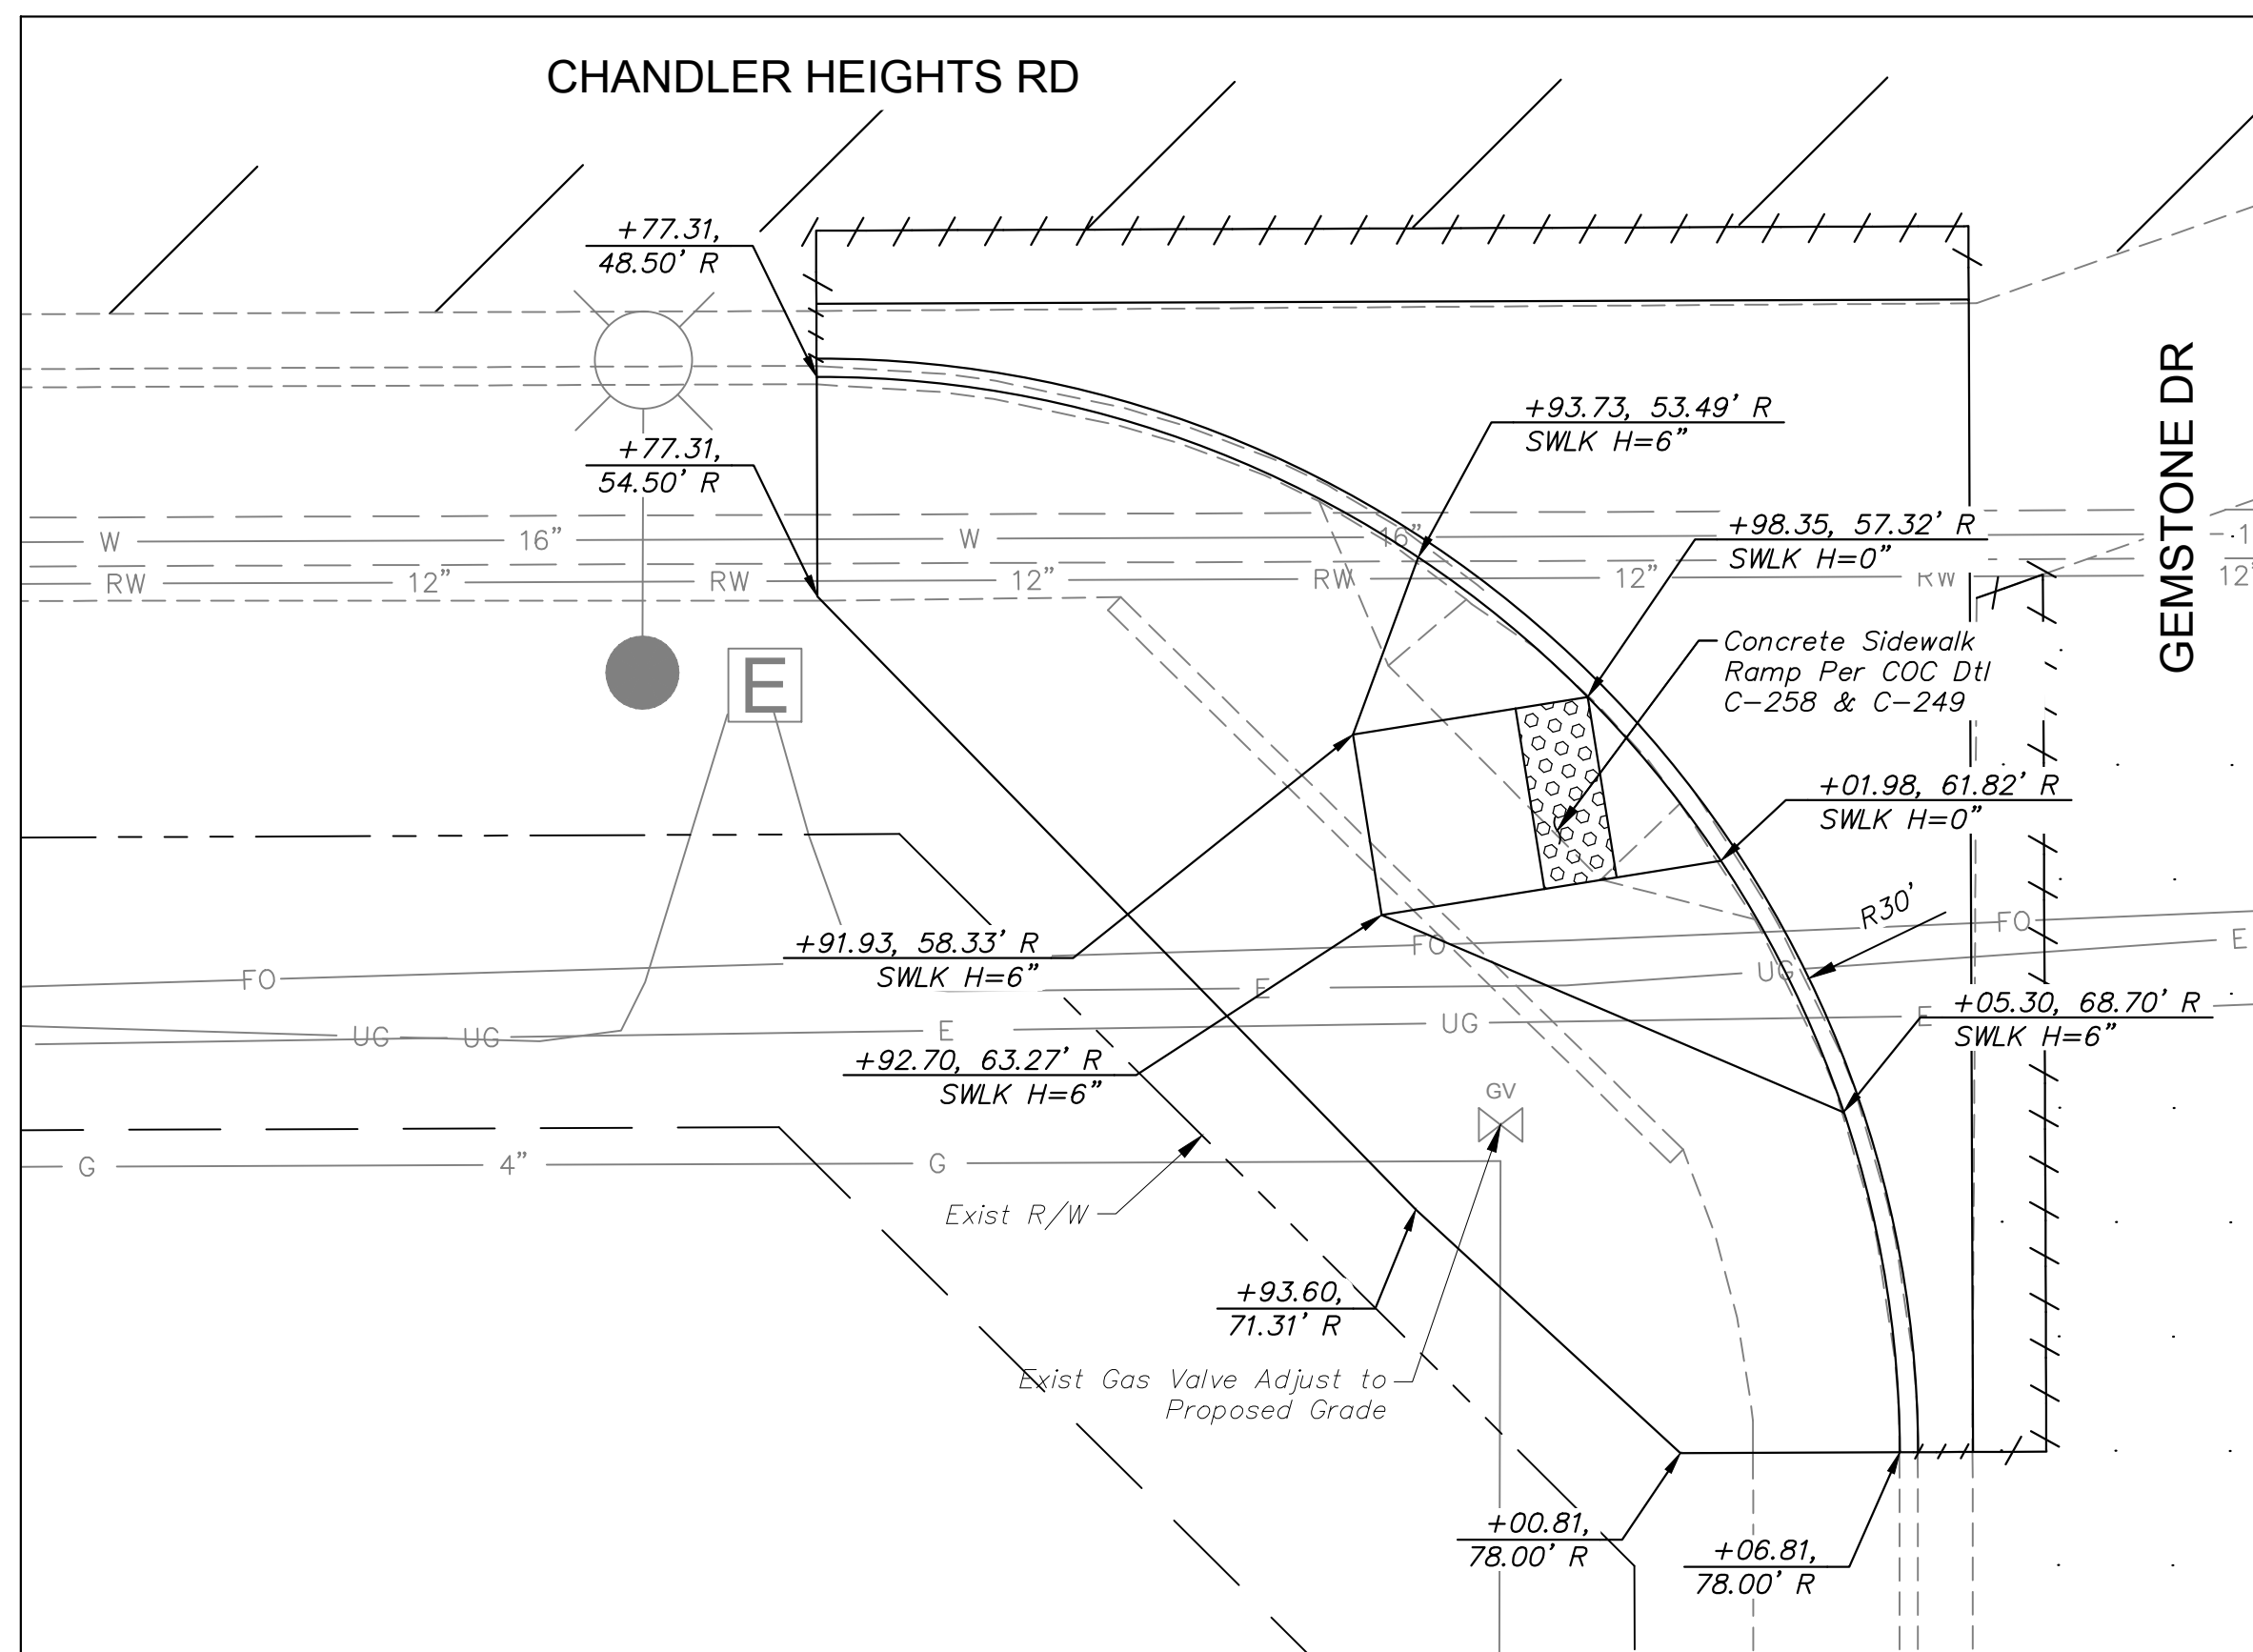 CHANDLER HEIGHTS RD
+77.31,
48.50' R
+93.73, 53.49' R
SWLK H=6"
+77.31,
54.50' R
GEMSTONE DR
+98.35, 57.32' R
SWLK H=0"
W
16"
W
16"
RW
12"
RW
12"
RW
12"
RW
12"
E
Concrete Sidewalk
Ramp Per COC Dtl
C-258 & C-249
+01.98, 61.82' R
SWLK H=0"
R30'
+91.93, 58.33' R
SWLK H=6"
FO
FO
FO
E
E
UG
UG
UG
E
UG
E
+05.30, 68.70' R
SWLK H=6"
+92.70, 63.27' R
SWLK H=6"
GV
G
4"
G
Exist R/W
+93.60,
71.31' R
Exist Gas Valve Adjust to
Proposed Grade
+00.81,
78.00' R
+06.81,
78.00' R